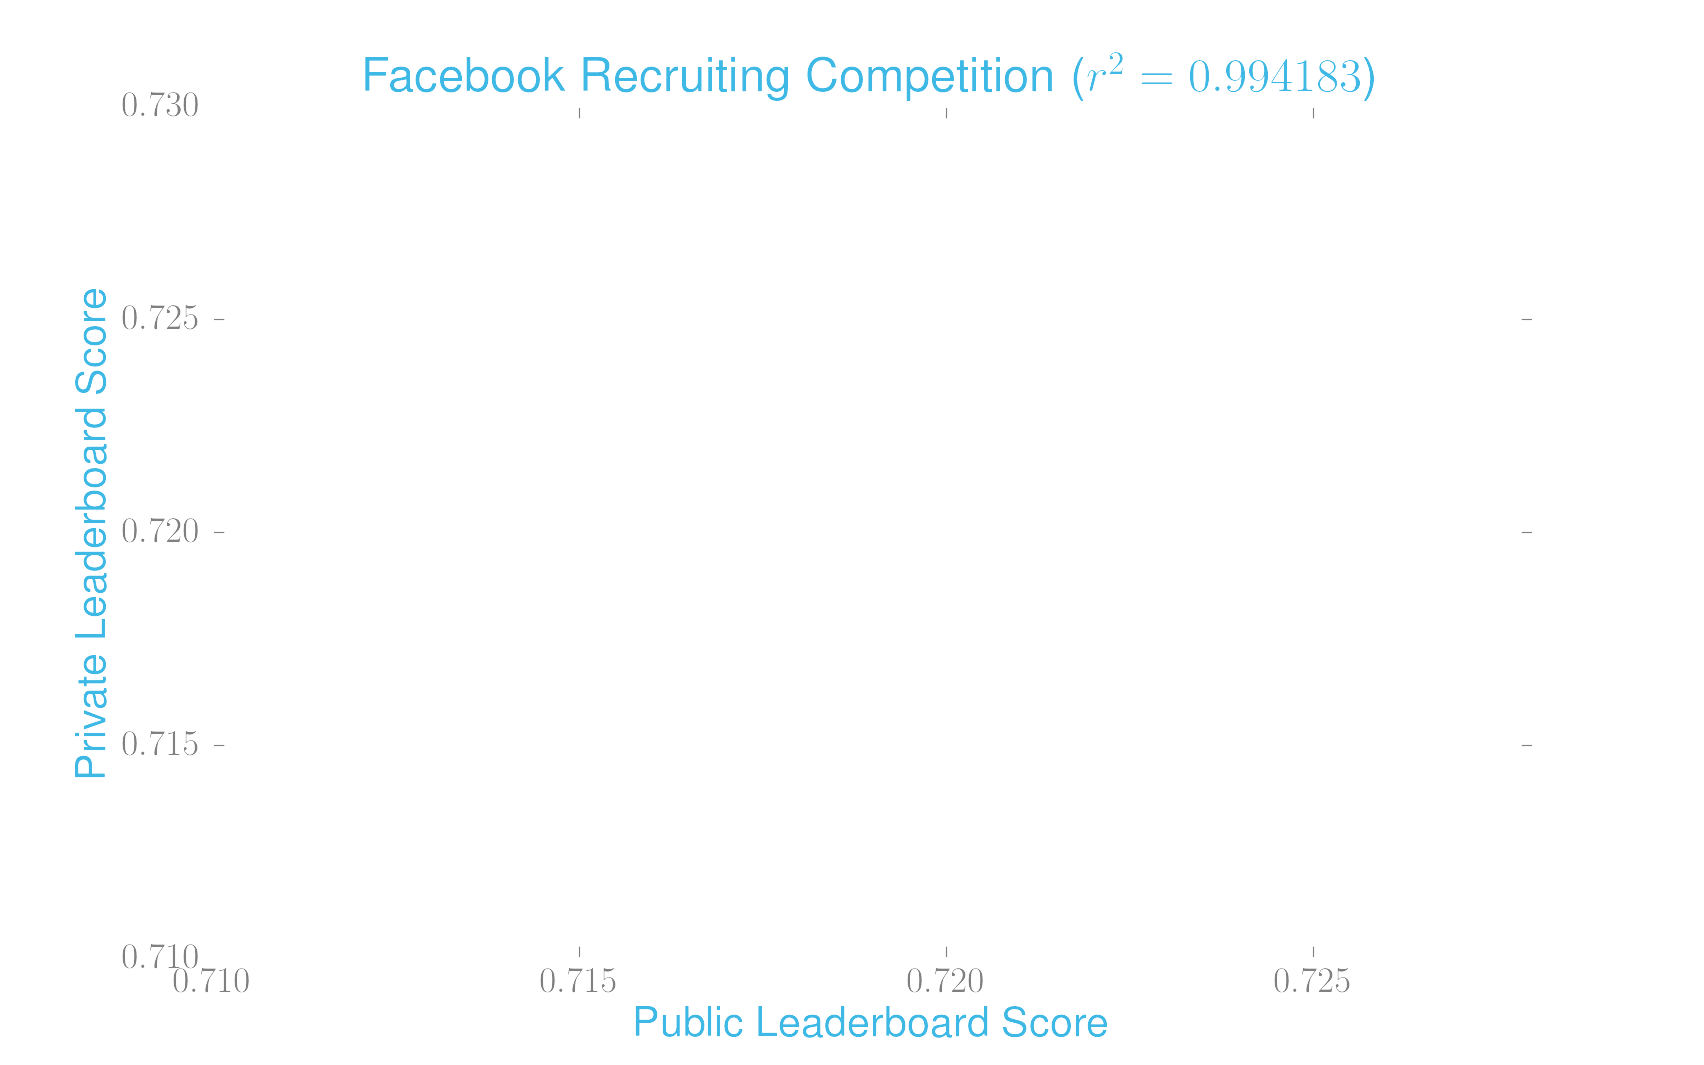 Facebook Recruiting Competition (r² = 0.994183)
0.730
0.725
0.720
0.715
0.710
Private Leaderboard Score
0.710 0.715 0.720 0.725
Public Leaderboard Score